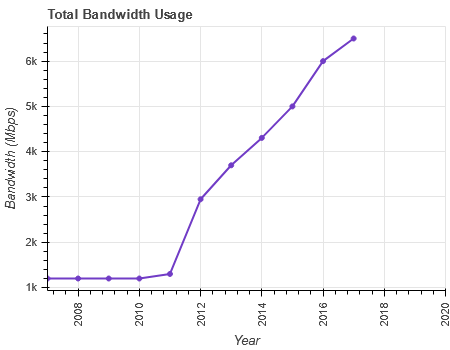 Total Bandwidth Usage
6k
5k
4k
3k
2k
1k
Bandwidth (Mbps)
2008
2010
2012
2014
2016
2018
2020
Year